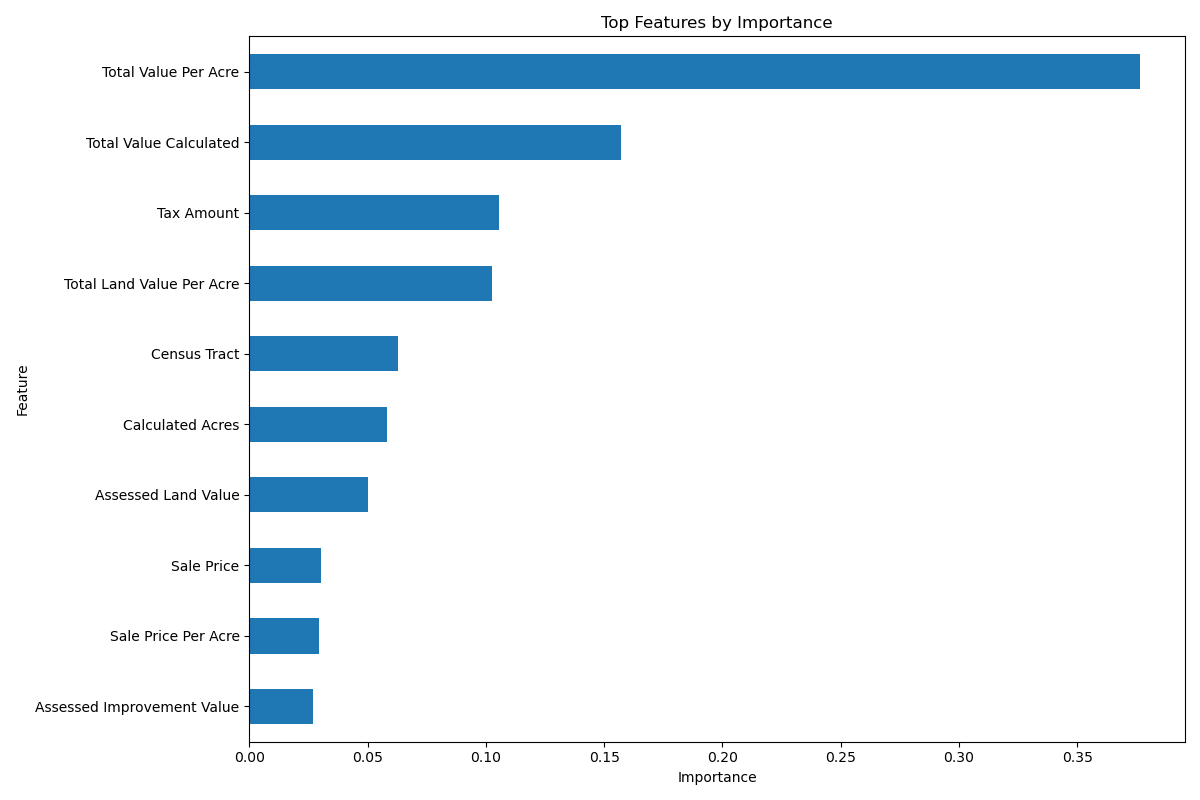 Top Features by Importance
Feature
Total Value Per Acre
Total Value Calculated
Tax Amount
Total Land Value Per Acre
Census Tract
Calculated Acres
Assessed Land Value
Sale Price
Sale Price Per Acre
Assessed Improvement Value
0.00 0.05 0.10 0.15 0.20 0.25 0.30 0.35
Importance